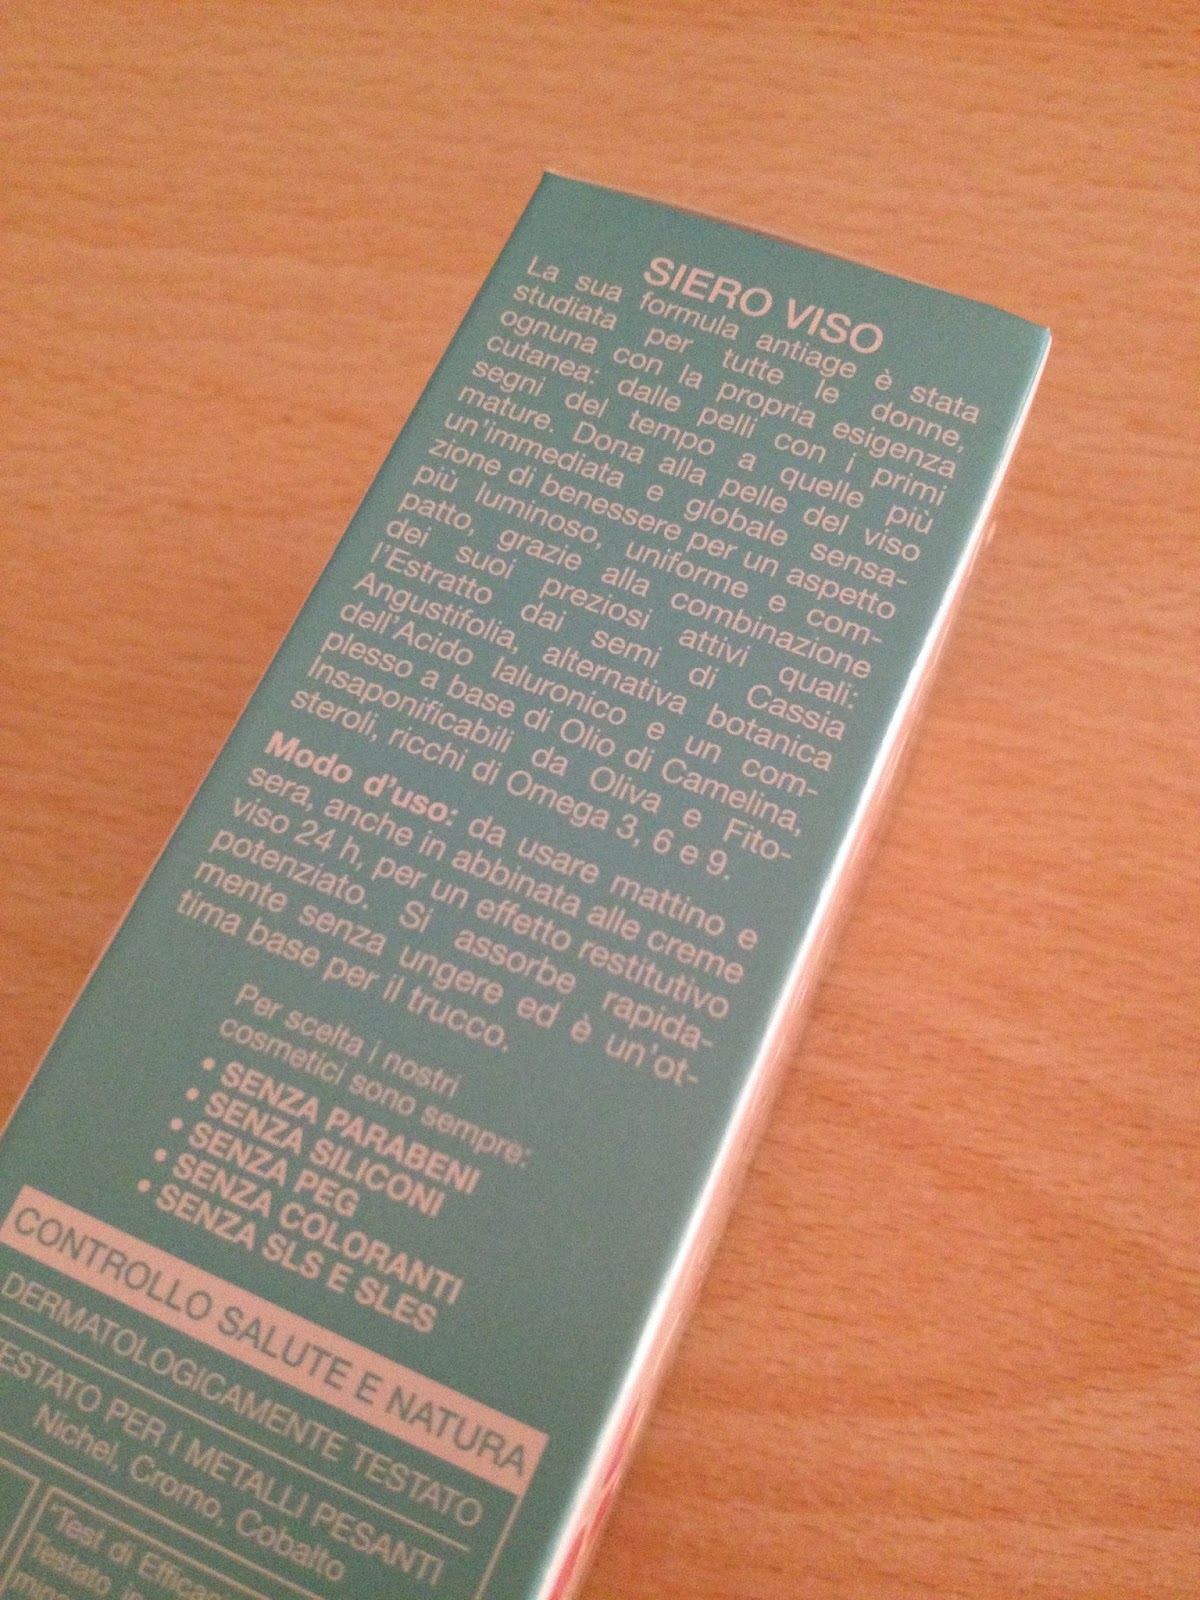 SIERO VISO
La sua formula antiage è stata
studiata per tutte le donne,
ognuna con la propria esigenza
cutanea: dalle pelli con i primi
segni del tempo a quelle più
mature. Dona alla pelle del viso
un'immediata e globale sensa-
zione di benessere per un aspetto
più luminoso, uniforme e com-
patto, grazie alla combinazione
dei suoi preziosi attivi quali:
l'Estratto dai semi di Cassia
Angustifolia, alternativa botanica
dell'Acido Ialuronico e un com-
plesso a base di Olio di Camelina,
Insaponificabili da Oliva e Fito-
steroli, ricchi di Omega 3, 6 e 9.
Modo d'uso: da usare mattino e
sera, anche in abbinata alle creme
viso 24 h, per un effetto restitutivo
potenziato. Si assorbe rapida-
mente senza ungere ed è un'ot-
tima base per il trucco.
Per scelta i nostri
cosmetici sono sempre:
• SENZA PARABENI
• SENZA SILICONI
• SENZA PEG
• SENZA COLORANTI
• SENZA SLS E SLES
CONTROLLO SALUTE E NATURA
DERMATOLOGICAMENTE TESTATO
TESTATO PER I METALLI PESANTI
Nichel, Cromo, Cobalto
*Test di
Testato